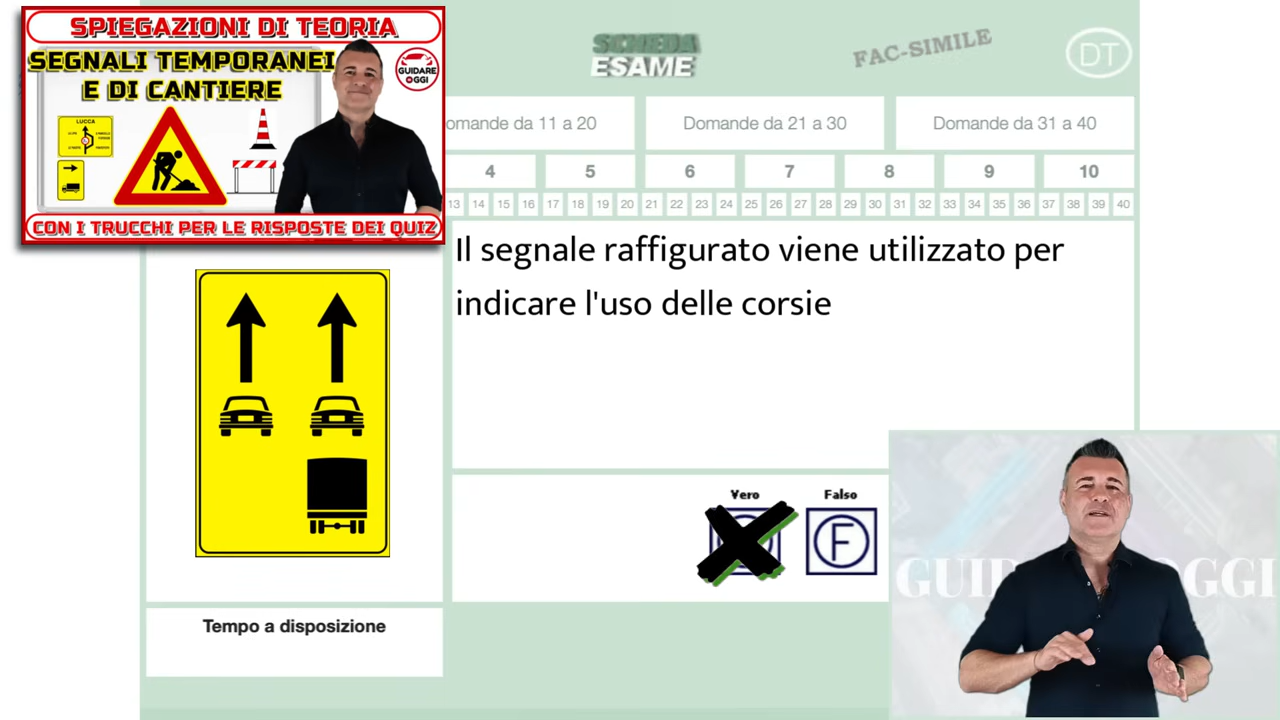 SPIEGAZIONI DI TEORIA
SEGNALI TEMPORANEI
E DI CANTIERE
GUIDARE
OGGI
LUCCA
CON I TRUCCHI PER LE RISPOSTE DEI QUIZ
SCHEDA
ESAME
FAC-SIMILE
DT
omande da 11 a 20
Domande da 21 a 30
Domande da 31 a 40
4 5 6 7 8 9 10
13 14 15 16 17 18 19 20 21 22 23 24 25 26 27 28 29 30 31 32 33 34 35 36 37 38 39 40
Il segnale raffigurato viene utilizzato per
indicare l'uso delle corsie
Vero
Falso
F
Tempo a disposizione
GUI OGGI